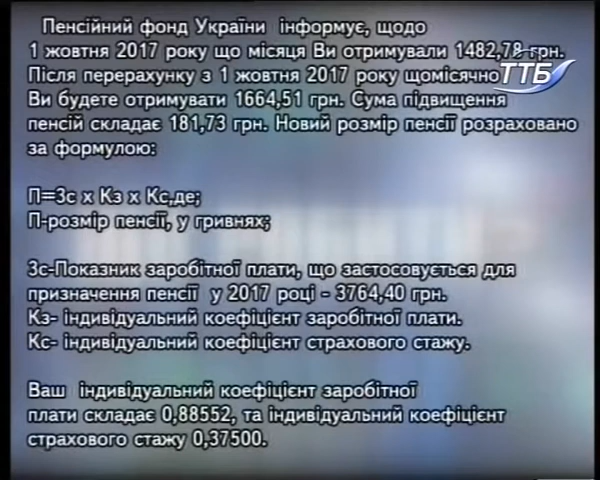 Пенсійний фонд України інформує, щодо
1 жовтня 2017 року що місяця Ви отримували 1482,78 грн.
Після перерахунку з 1 жовтня 2017 року щомісячно
ТТБ
Ви будете отримувати 1664,51 грн. Сума підвищення
пенсій складає 181,73 грн. Новий розмір пенсії розраховано
за формулою:
П=Зс х Кз х Кс,де;
П-розмір пенсії, у гривнях;
Зс-Показник заробітної плати, що застосовується для
призначення пенсії у 2017 році - 3764,40 грн.
Кз- індивідуальний коефіцієнт заробітної плати.
Кс- індивідуальний коефіцієнт страхового стажу.
Ваш індивідуальний коефіцієнт заробітної
плати складає 0,88552, та індивідуальний коефіцієнт
страхового стажу 0,37500.